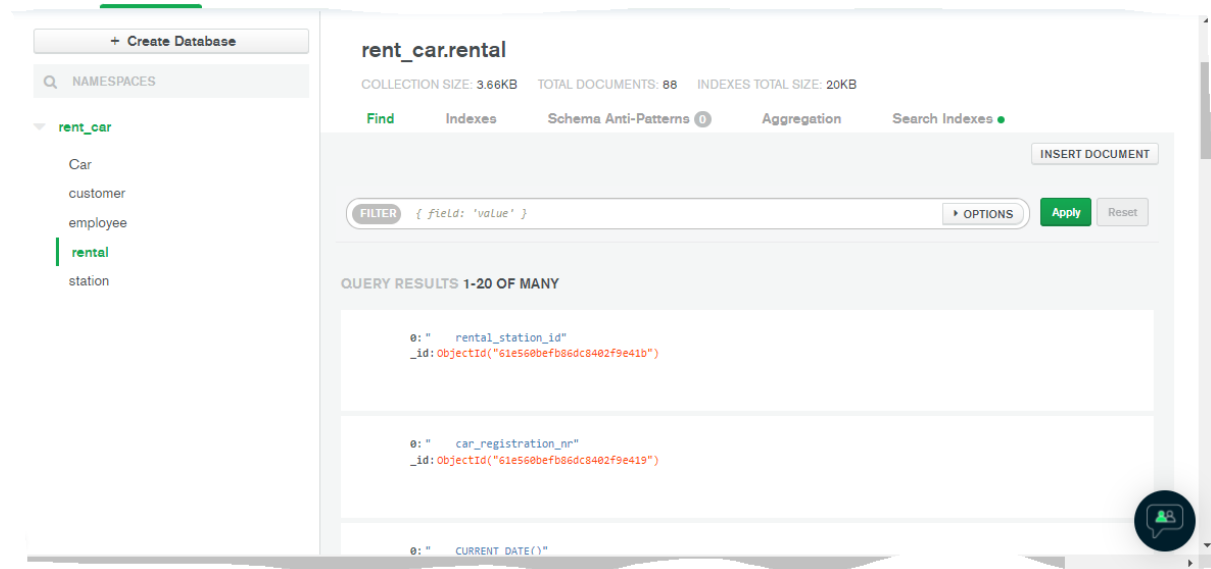 + Create Database
NAMESPACES
rent_car
Car
customer
employee
rental
station
rent_car.rental
COLLECTION SIZE: 3.66KB TOTAL DOCUMENTS: 88 INDEXES TOTAL SIZE: 20KB
Find Indexes Schema Anti-Patterns 0 Aggregation Search Indexes
INSERT DOCUMENT
FILTER { field: 'value' } OPTIONS Apply Reset
QUERY RESULTS 1-20 OF MANY
0: " rental_station_id"
_id: ObjectId("61e560befb86dc8402f9e41b")
0: " car_registration_nr"
_id: ObjectId("61e560befb86dc8402f9e419")
0: " CURRENT_DATE()"